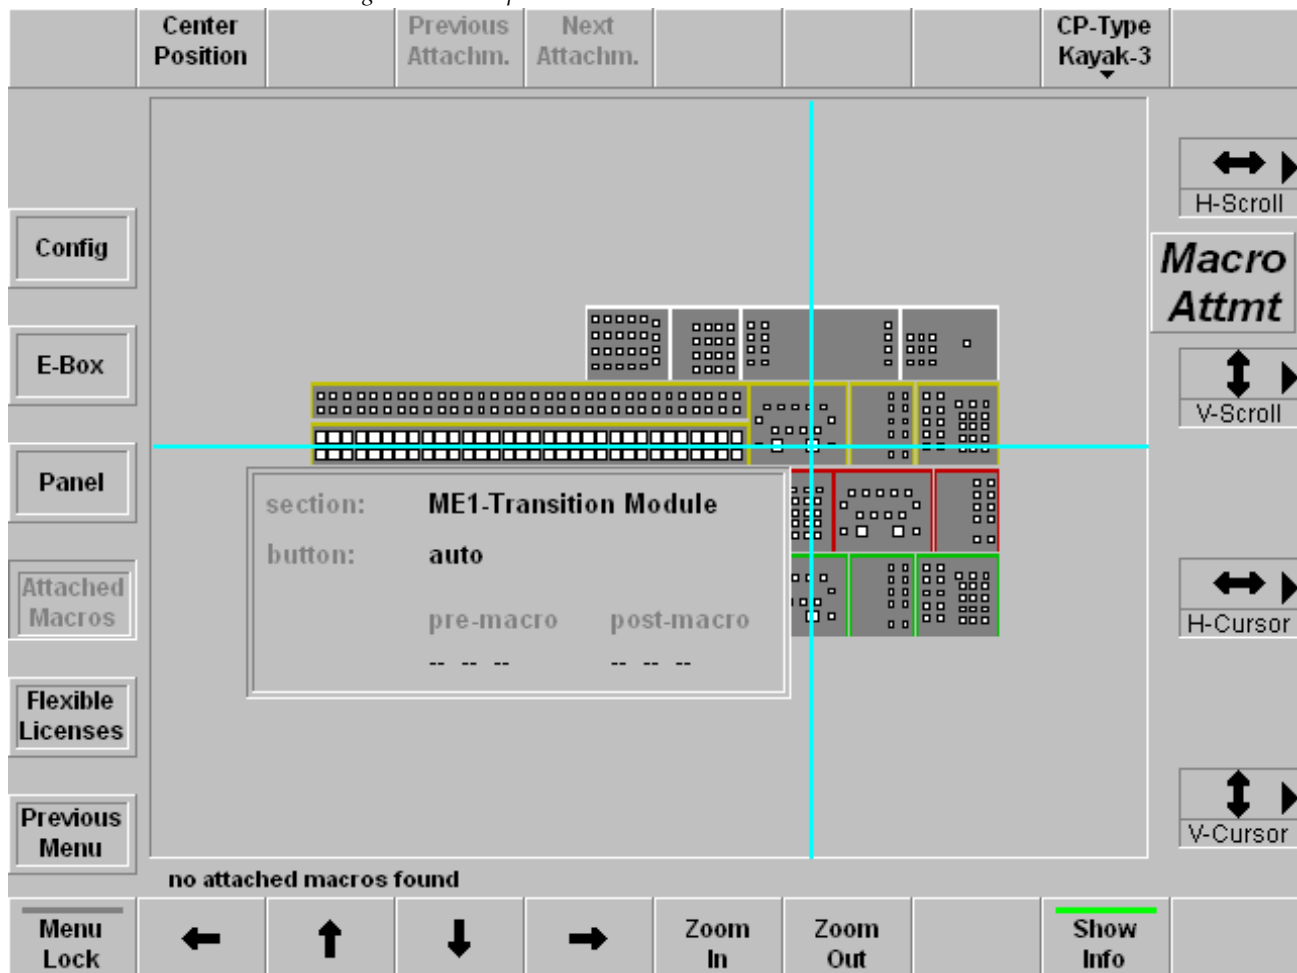 Center
Position
Previous
Attachm.
Next
Attachm.
CP-Type
Kayak-3
H-Scroll
Macro
Attmt
V-Scroll
Config
E-Box
Panel
section: ME1-Transition Module
button: auto
pre-macro post-macro
-- -- -- -- -- --
Attached
Macros
H-Cursor
Flexible
Licenses
Previous
Menu
V-Cursor
no attached macros found
Menu
Lock
Zoom
In
Zoom
Out
Show
Info